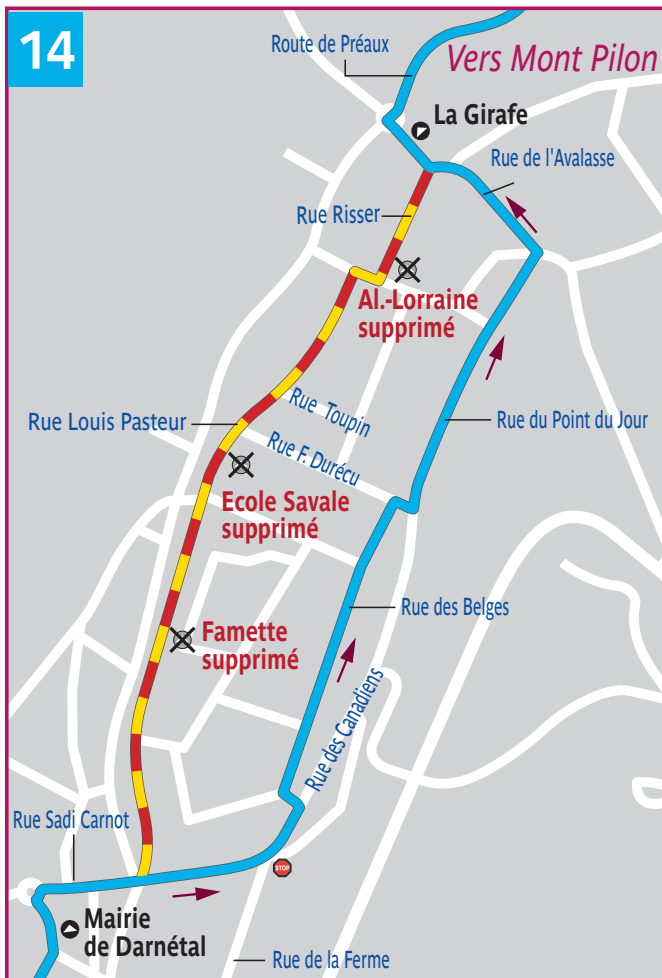 14
Route de Préaux
Vers Mont Pilon
La Girafe
Rue de l'Avalasse
Rue Risser
Al.-Lorraine
supprimé
Rue Toupin
Rue Louis Pasteur
Rue du Point du Jour
Rue F. Durécu
Ecole Savale
supprimé
Rue des Belges
Famette
supprimé
Rue des Canadiens
Rue Sadi Carnot
STOP
Mairie
de Darnétal
Rue de la Ferme